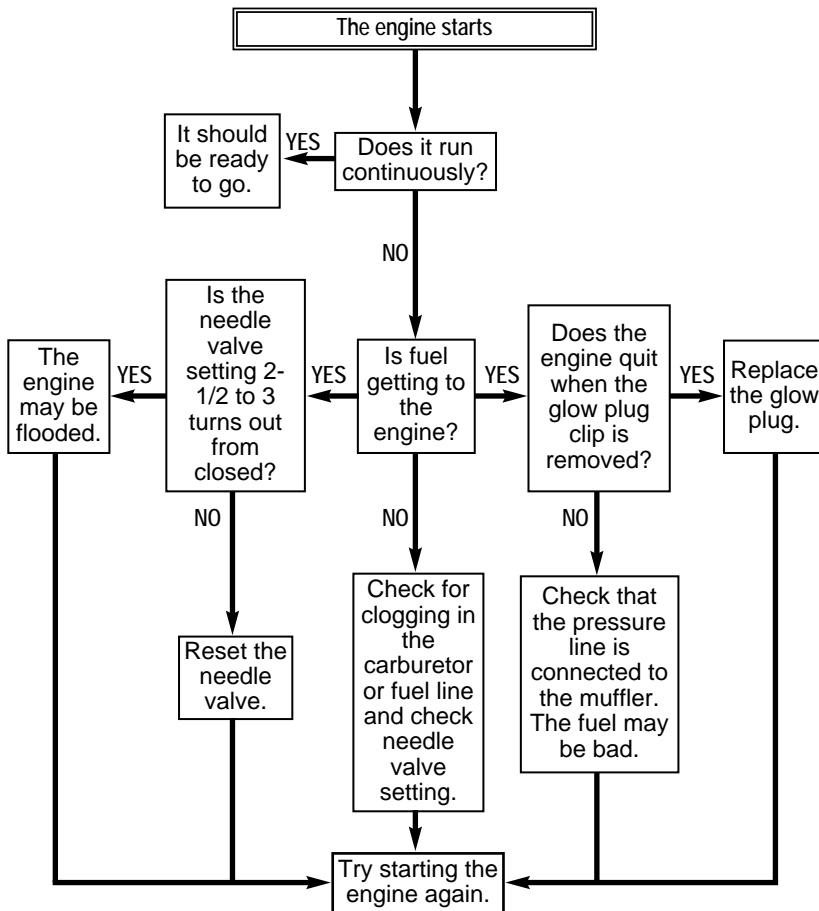 The engine starts
It should
be ready
to go.
YES
Does it run
continuously?
NO
The
engine
may be
flooded.
YES
Is the
needle
valve
setting 2-
1/2 to 3
turns out
from
closed?
YES
Is fuel
getting to
the
engine?
YES
Does the
engine quit
when the
glow plug
clip is
removed?
YES
Replace
the glow
plug.
NO
NO
NO
Reset the
needle
valve.
Check for
clogging in
the
carburetor
or fuel line
and check
needle
valve
setting.
Check that
the pressure
line is
connected to
the muffler.
The fuel may
be bad.
Try starting the
engine again.